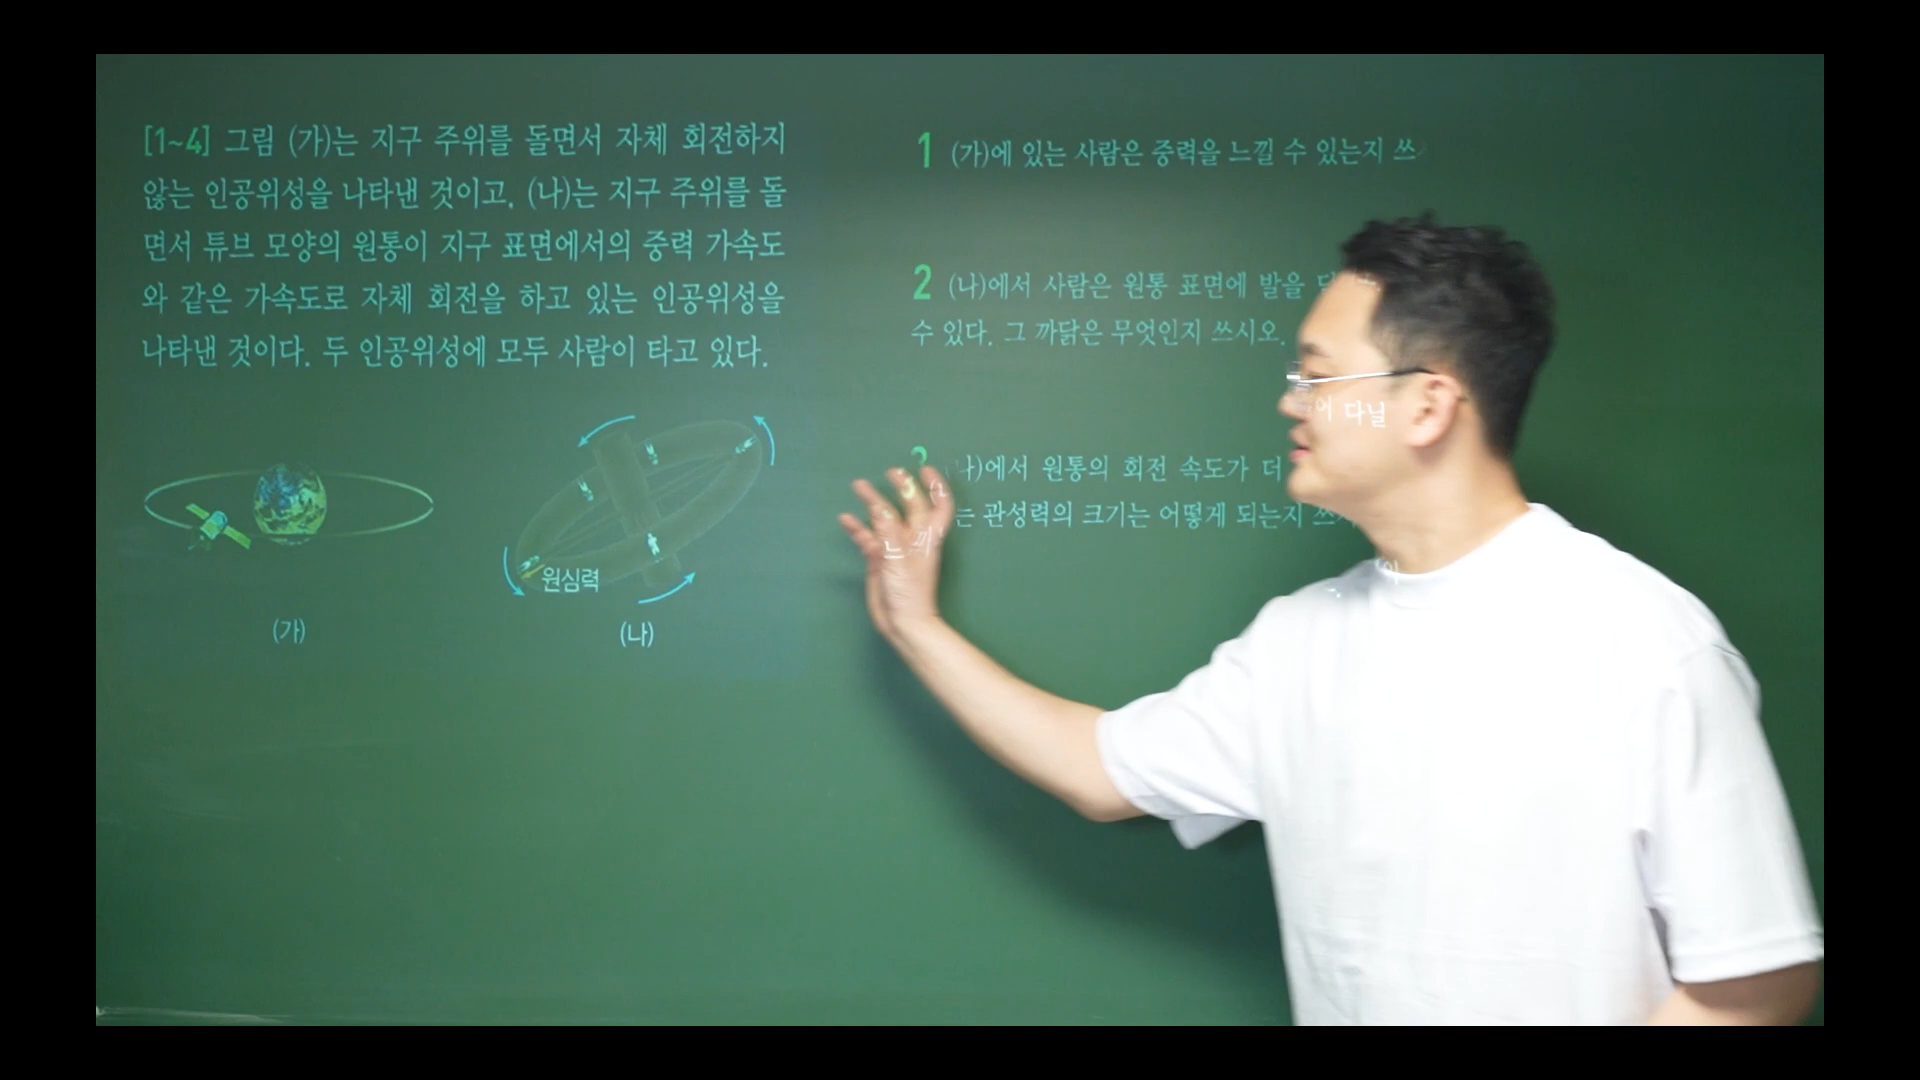 [1~4] 그림 (가)는 지구 주위를 돌면서 자체 회전하지
않는 인공위성을 나타낸 것이고, (나)는 지구 주위를 돌
면서 튜브 모양의 원통이 지구 표면에서의 중력 가속도
와 같은 가속도로 자체 회전을 하고 있는 인공위성을
나타낸 것이다. 두 인공위성에 모두 사람이 타고 있다.
원심력
(가)
(나)
1 (가)에 있는 사람은 중력을 느낄 수 있는지
2 (나)에서 사람은 원통 표면에 발을
다닐
수 있다. 그 까닭은 무엇인지 쓰시오.
3 (나)에서 원통의 회전 속도가 더
관성력의 크기는 어떻게 되는지